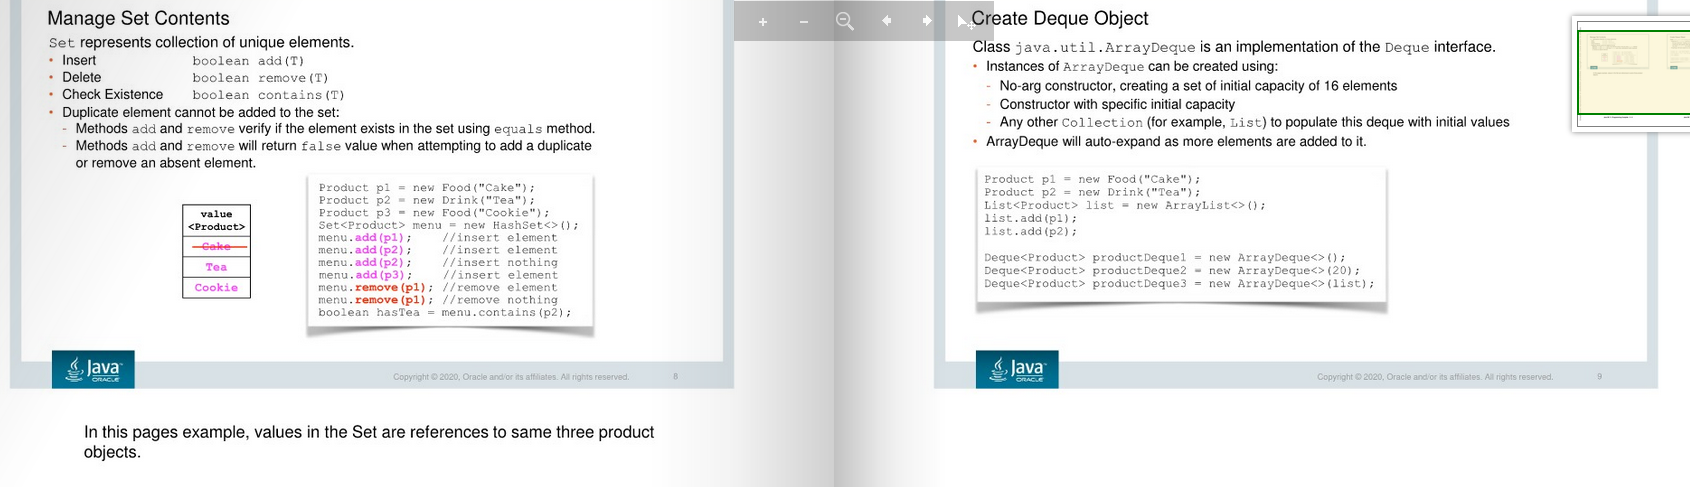 Manage Set Contents
Set represents collection of unique elements.
• Insert boolean add(T)
• Delete boolean remove(T)
• Check Existence boolean contains(T)
• Duplicate element cannot be added to the set:
- Methods add and remove verify if the element exists in the set using equals method.
- Methods add and remove will return false value when attempting to add a duplicate
or remove an absent element.
value
<Product>
Cake
Tea
Cookie
Product p1 = new Food("Cake");
Product p2 = new Drink("Tea");
Product p3 = new Food("Cookie");
Set<Product> menu = new HashSet<>();
menu.add(p1); //insert element
menu.add(p2); //insert element
menu.add(p2); //insert nothing
menu.add(p3); //insert element
menu.remove(p1); //remove element
menu.remove(p1); //remove nothing
boolean hasTea = menu.contains(p2);
Java
ORACLE
Copyright © 2020, Oracle and/or its affiliates. All rights reserved. 8
In this pages example, values in the Set are references to same three product
objects.
Create Deque Object
Class java.util.ArrayDeque is an implementation of the Deque interface.
• Instances of ArrayDeque can be created using:
- No-arg constructor, creating a set of initial capacity of 16 elements
- Constructor with specific initial capacity
- Any other Collection (for example, List) to populate this deque with initial values
• ArrayDeque will auto-expand as more elements are added to it.
Product p1 = new Food("Cake");
Product p2 = new Drink("Tea");
List<Product> list = new ArrayList<>();
list.add(p1);
list.add(p2);
Deque<Product> productDeque1 = new ArrayDeque<>();
Deque<Product> productDeque2 = new ArrayDeque<>(20);
Deque<Product> productDeque3 = new ArrayDeque<>(list);
Java
ORACLE
Copyright © 2020, Oracle and/or its affiliates. All rights reserved. 9